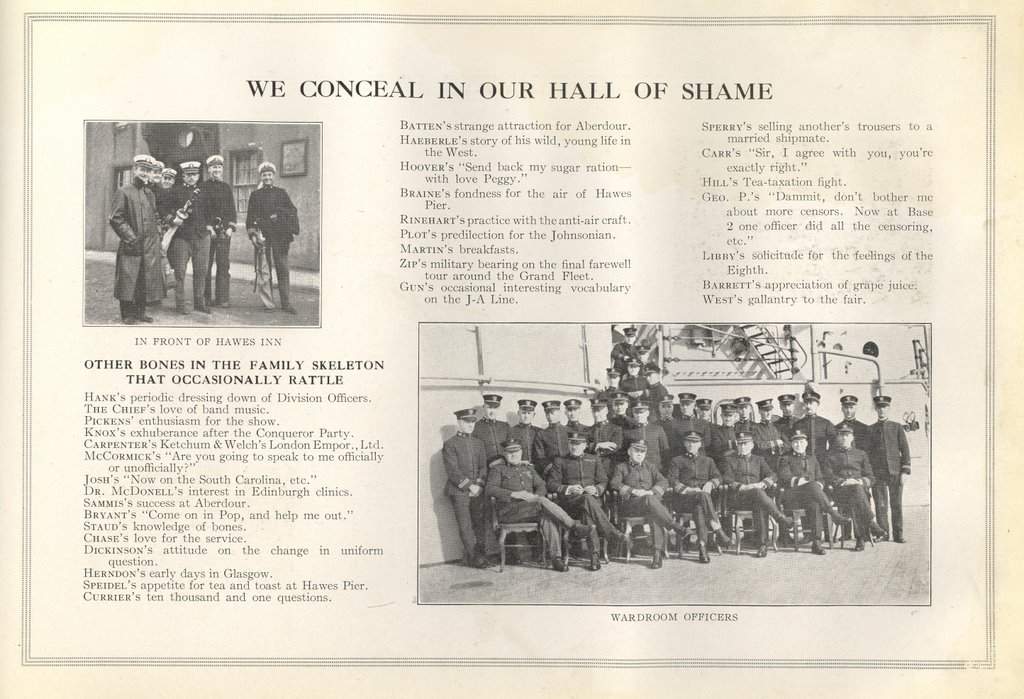 WE CONCEAL IN OUR HALL OF SHAME
IN FRONT OF HAWES INN
OTHER BONES IN THE FAMILY SKELETON
THAT OCCASIONALLY RATTLE
HANK'S periodic dressing down of Division Officers.
THE CHIEF'S love of band music.
PICKENS' enthusiasm for the show.
KNOX'S exhuberance after the Conqueror Party.
CARPENTER'S Ketchum & Welch's London Empor., Ltd.
MCCORMICK'S "Are you going to speak to me officially
or unofficially?"
JOSH'S "Now on the South Carolina, etc."
DR. MCDONELL'S interest in Edinburgh clinics.
SAMMIS'S success at Aberdour.
BRYANT'S "Come on in Pop, and help me out."
STAUD'S knowledge of bones.
CHASE'S love for the service.
DICKINSON'S attitude on the change in uniform
question.
HERNDON'S early days in Glasgow.
SPEIDEL'S appetite for tea and toast at Hawes Pier.
CURRIER'S ten thousand and one questions.
BATTEN'S strange attraction for Aberdour.
HAEBERLE'S story of his wild, young life in
the West.
HOOVER'S "Send back my sugar ration—
with love Peggy."
BRAINE'S fondness for the air of Hawes
Pier.
RINEHART'S practice with the anti-air craft.
PLOT'S predilection for the Johnsonian.
MARTIN'S breakfasts.
ZIP'S military bearing on the final farewell
tour around the Grand Fleet.
GUN'S occasional interesting vocabulary
on the J-A Line.
SPERRY'S selling another's trousers to a
married shipmate.
CARR'S "Sir, I agree with you, you're
exactly right."
HILL'S Tea-taxation fight.
GEO. P.'S "Dammit, don't bother me
about more censors. Now at Base
2 one officer did all the censoring,
etc."
LIBBY'S solicitude for the feelings of the
Eighth.
BARRETT'S appreciation of grape juice.
WEST'S gallantry to the fair.
WARDROOM OFFICERS